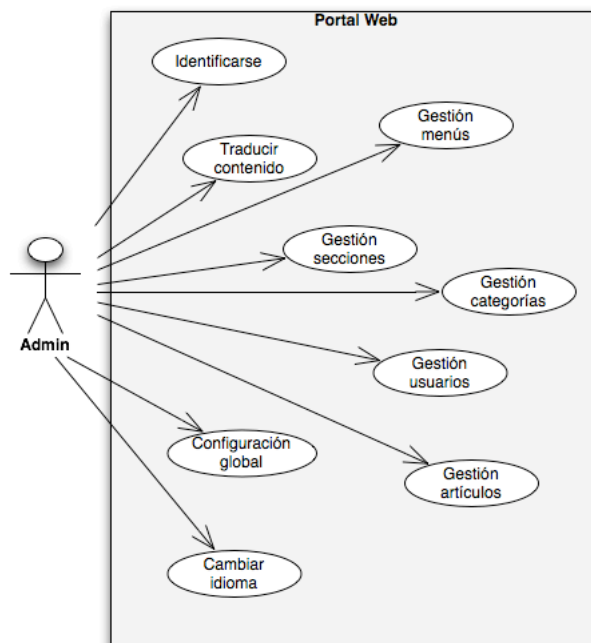 Portal Web
Identificarse
Gestión
menús
Traducir
contenido
Gestión
secciones
Gestión
categorías
Admin
Gestión
usuarios
Configuración
global
Gestión
artículos
Cambiar
idioma